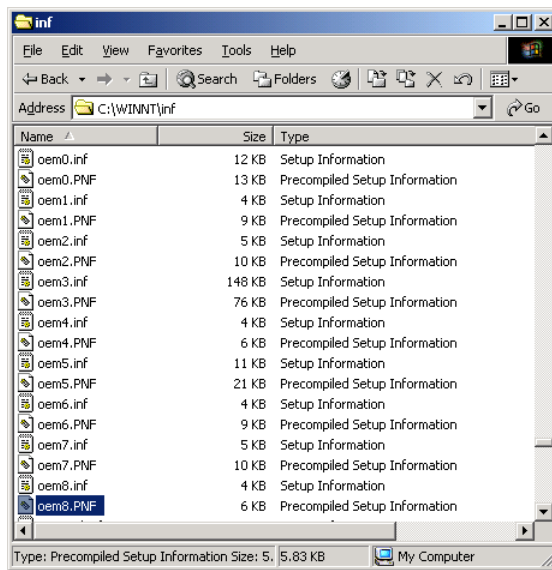 inf
File Edit View Favorites Tools Help
Back Search Folders
Address C:\WINNT\inf Go
Name Size Type
oem0.inf 12 KB Setup Information
oem0.PNF 13 KB Precompiled Setup Information
oem1.inf 4 KB Setup Information
oem1.PNF 9 KB Precompiled Setup Information
oem2.inf 5 KB Setup Information
oem2.PNF 10 KB Precompiled Setup Information
oem3.inf 148 KB Setup Information
oem3.PNF 76 KB Precompiled Setup Information
oem4.inf 4 KB Setup Information
oem4.PNF 6 KB Precompiled Setup Information
oem5.inf 11 KB Setup Information
oem5.PNF 21 KB Precompiled Setup Information
oem6.inf 4 KB Setup Information
oem6.PNF 9 KB Precompiled Setup Information
oem7.inf 5 KB Setup Information
oem7.PNF 10 KB Precompiled Setup Information
oem8.inf 4 KB Setup Information
oem8.PNF 6 KB Precompiled Setup Information
Type: Precompiled Setup Information Size: 5. 5.83 KB My Computer